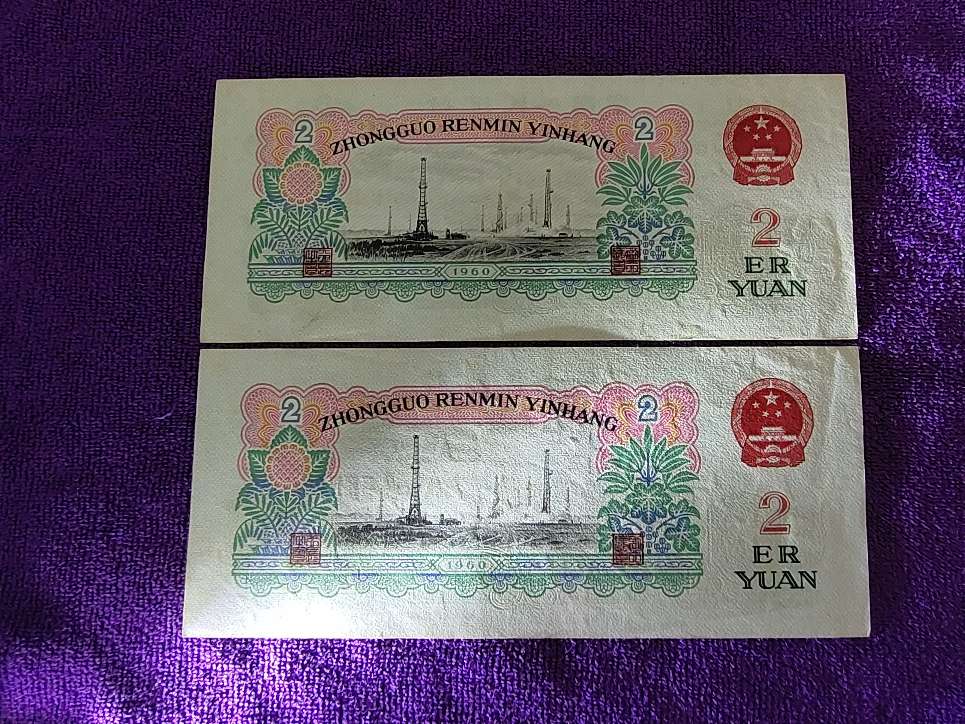 2 ZHONGGUO RENMIN YINHANG 2
1960
2
ER
YUAN
2 ZHONGGUO RENMIN YINHANG 2
1960
2
ER
YUAN